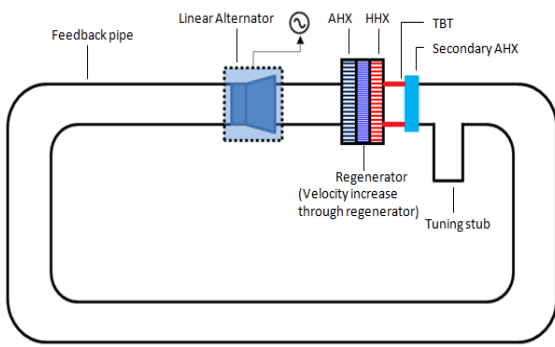 Linear Alternator
AHX
HHX
TBT
Feedback pipe
Secondary AHX
Regenerator
(Velocity increase
through regenerator)
Tuning stub